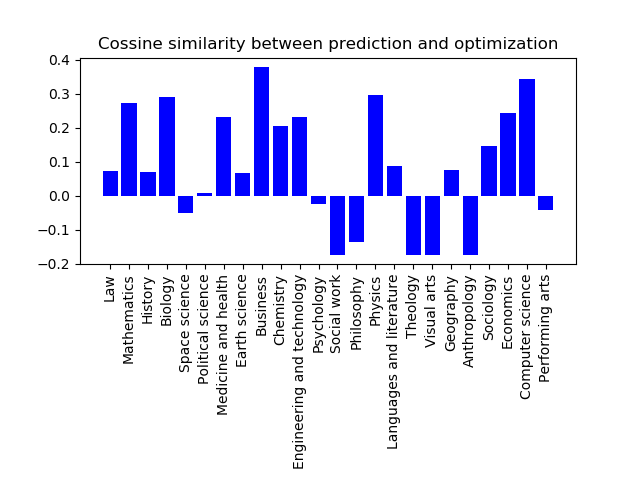 Cossine similarity between prediction and optimization
0.4
0.3
0.2
0.1
0.0
−0.1
−0.2
Law
Mathematics
History
Biology
Space science
Political science
Medicine and health
Earth science
Business
Chemistry
Engineering and technology
Psychology
Social work
Philosophy
Physics
Languages and literature
Theology
Visual arts
Geography
Anthropology
Sociology
Economics
Computer science
Performing arts